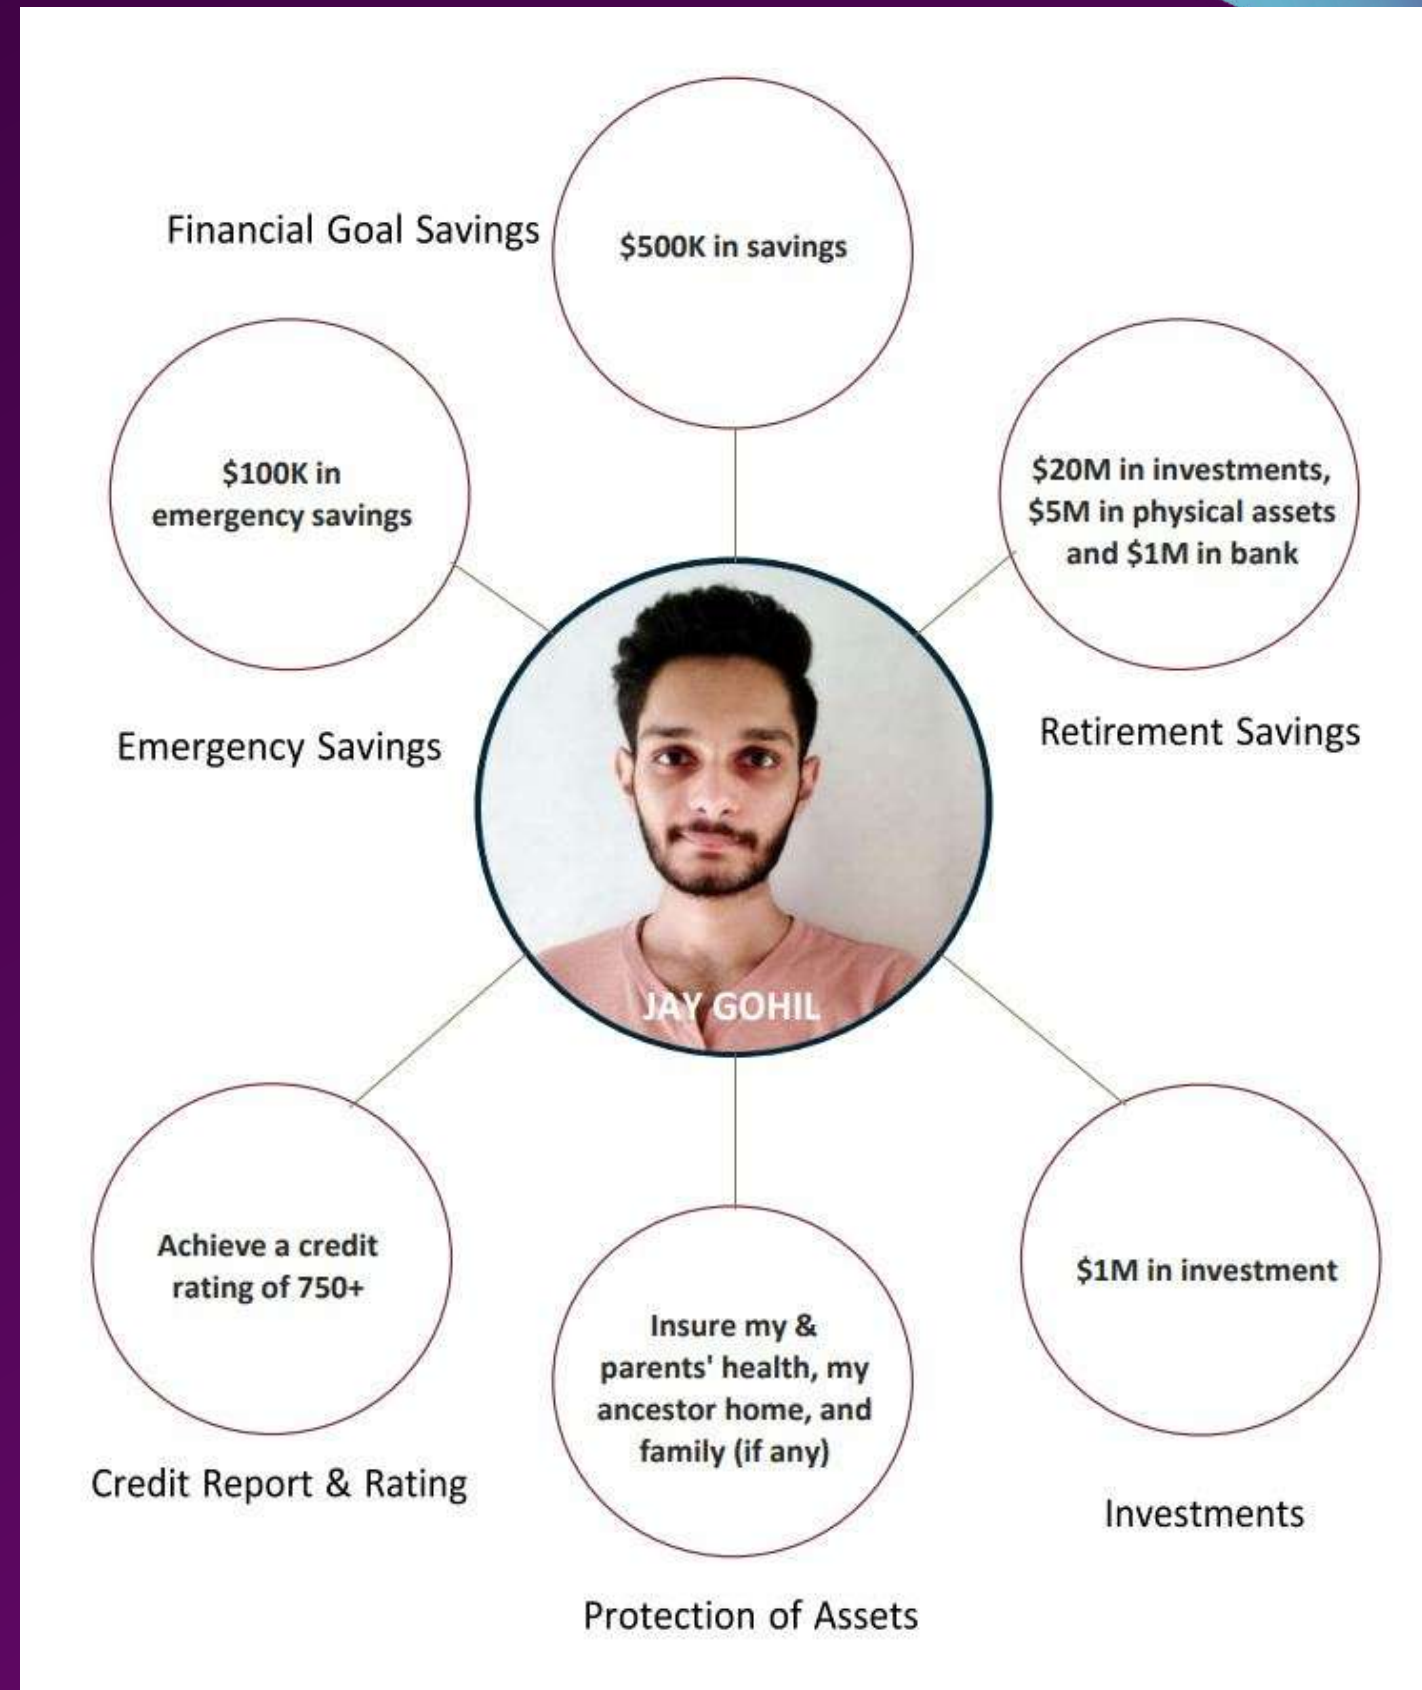 Financial Goal Savings
$500K in savings
$100K in
emergency savings
Emergency Savings
$20M in investments,
$5M in physical assets
and $1M in bank
Retirement Savings
JAY GOHIL
Achieve a credit
rating of 750+
Credit Report & Rating
Insure my &
parents' health, my
ancestor home, and
family (if any)
Protection of Assets
$1M in investment
Investments